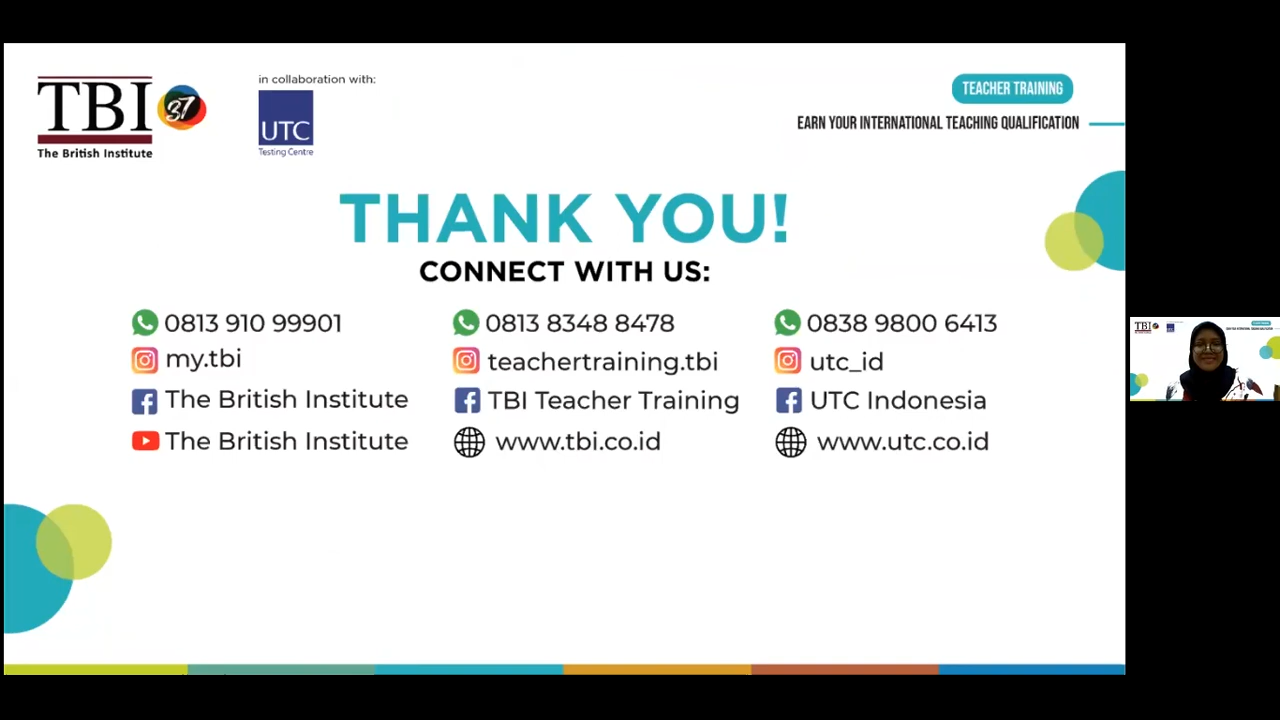 TBI
37
The British Institute
in collaboration with:
UTC
Testing Centre
TEACHER TRAINING
EARN YOUR INTERNATIONAL TEACHING QUALIFICATION
THANK YOU!
CONNECT WITH US:
0813 910 99901
my.tbi
The British Institute
The British Institute
0813 8348 8478
teachertraining.tbi
TBI Teacher Training
www.tbi.co.id
0838 9800 6413
utc_id
UTC Indonesia
www.utc.co.id
TBI